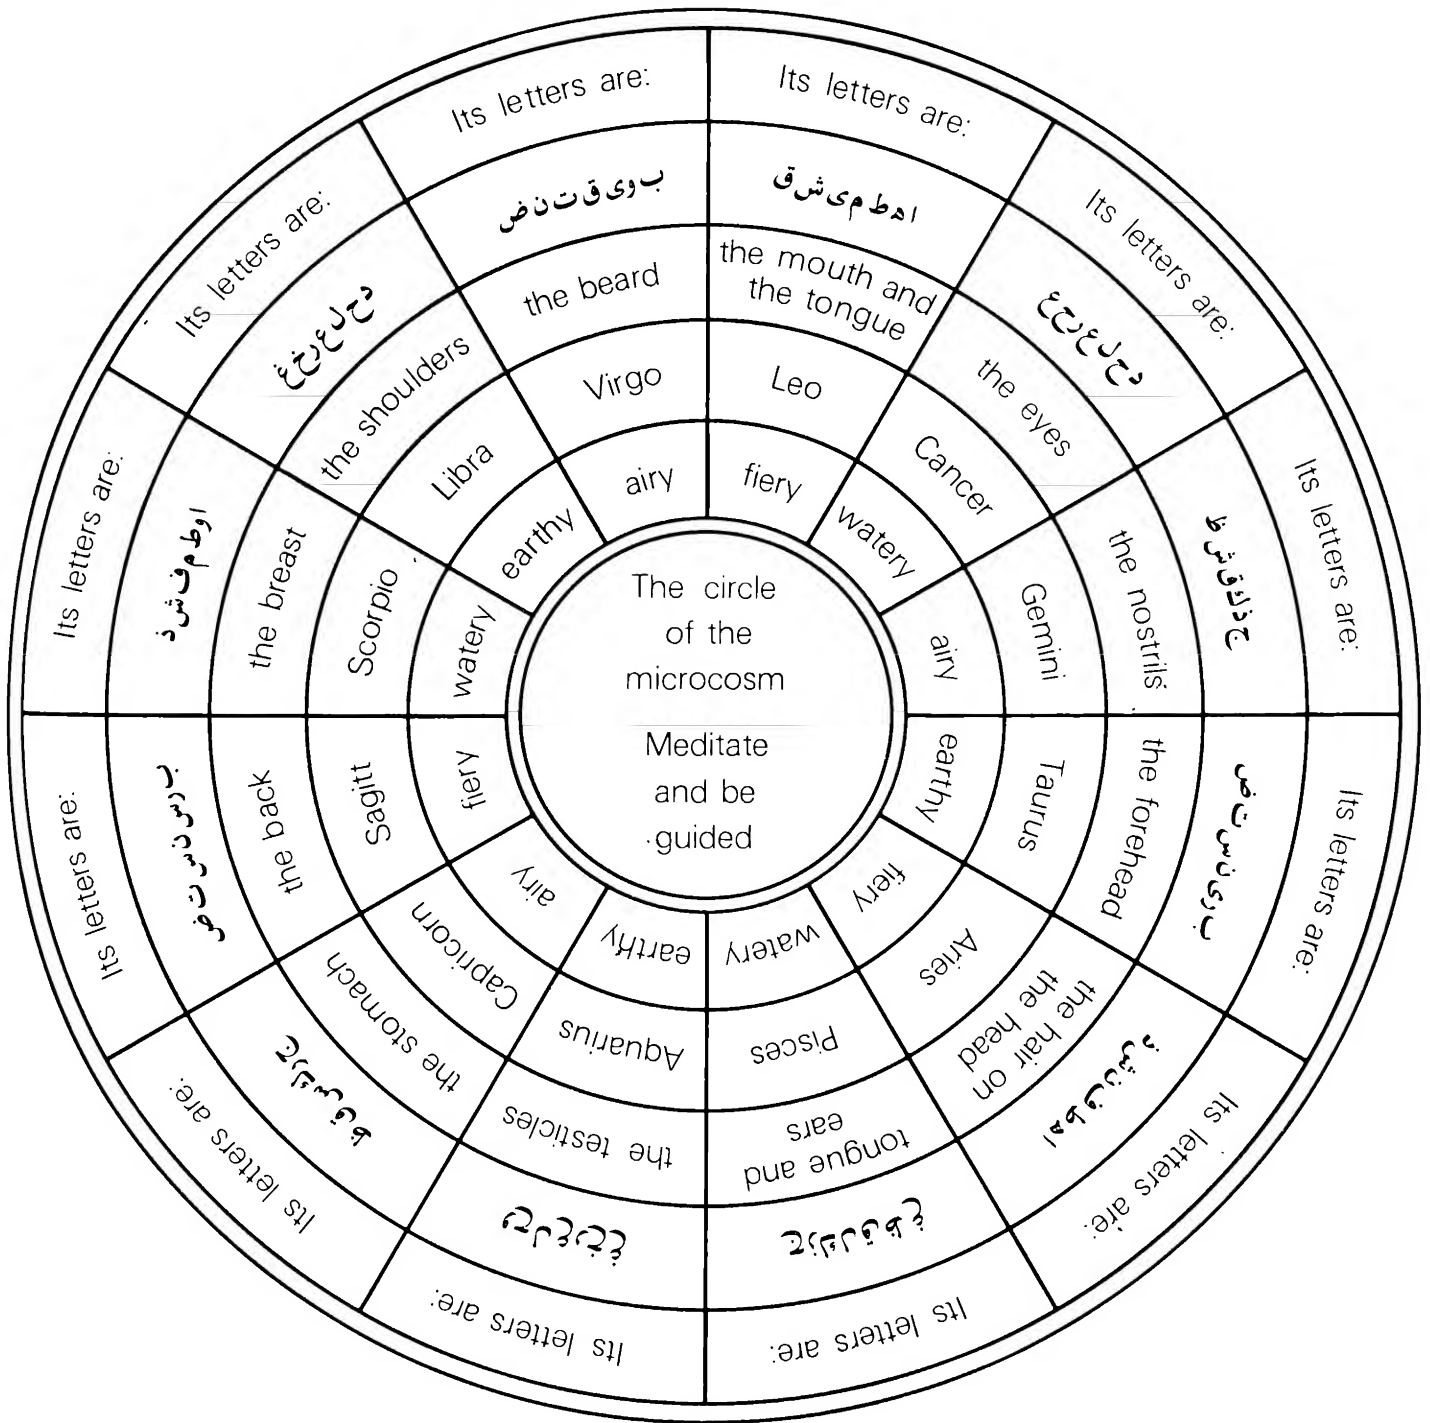 The circle
of the
microcosm
Meditate
and be
guided
Its letters are:
ا ه ط م ی ش ق
the mouth and
the tongue
Leo
fiery
Its letters are:
د ح ل ع ر ح ع
the eyes
Cancer
watery
Its letters are:
ج ذ ك ق ش ظ
the nostrils
Gemini
airy
Its letters are:
ب ر ی ن س ت ض
the forehead
Taurus
earthy
Its letters are:
ا ه ط ف ن ش ذ
the hair on
the head
Aries
fiery
Its letters are:
tongue and
ears
Pisces
watery
Its letters are:
the testicles
Aquarius
earthy
Its letters are:
ج ر ك س ق ظ
the stomach
Capricorn
airy
Its letters are:
the back
Sagitt
fiery
Its letters are:
ا و ط م ف ش ذ
the breast
Scorpio
watery
Its letters are:
د ح ل ع ر خ غ
the shoulders
Libra
earthy
Its letters are:
ب و ی ق ت ن ض
the beard
Virgo
airy